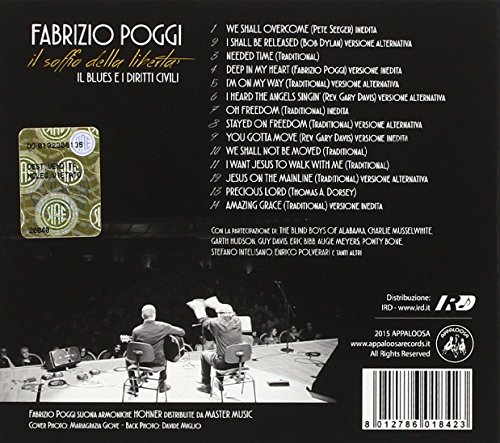 FABRIZIO POGGI
il soffio della libertà
IL BLUES E I DIRITTI CIVILI
1 WE SHALL OVERCOME (PETE SEEGER) INEDITA
2 I SHALL BE RELEASED (BOB DYLAN) VERSIONE ALTERNATIVA
3 NEEDED TIME (TRADITIONAL)
4 DEEP IN MY HEART (FABRIZIO POGGI) VERSIONE INEDITA
5 I'M ON MY WAY (TRADITIONAL) VERSIONE ALTERNATIVA
6 I HEARD THE ANGELS SINGIN' (REV. GARY DAVIS) VERSIONE ALTERNATIVA
7 OH FREEDOM (TRADITIONAL) INEDITA
8 STAYED ON FREEDOM (TRADITIONAL) VERSIONE ALTERNATIVA
9 YOU GOTTA MOVE (REV. GARY DAVIS) VERSIONE INEDITA
10 WE SHALL NOT BE MOVED (TRADITIONAL)
11 I WANT JESUS TO WALK WITH ME (TRADITIONAL)
12 JESUS ON THE MAINLINE (TRADITIONAL) VERSIONE ALTERNATIVA
13 PRECIOUS LORD (THOMAS A. DORSEY)
14 AMAZING GRACE (TRADITIONAL) VERSIONE INEDITA
CON LA PARTECIPAZIONE DI: THE BLIND BOYS OF ALABAMA, CHARLIE MUSSELWHITE,
GARTH HUDSON, GUY DAVIS, ERIC BIBB, AUGIE MEYERS, PONTY BONE,
STEFANO INTELISANO, ENRICO POLVERARI E TANTI ALTRI
Distribuzione:
IRD - www.ird.it
IRD
2015 APPALOOSA
www.appaloosarecords.it
All Rights Reserved
APPALOOSA
8 012786 018423
FABRIZIO POGGI SUONA ARMONICHE HOHNER DISTRIBUITE DA MASTER MUSIC
COVER PHOTO: MARIAGRAZIA GIOVE - BACK PHOTO: DAVIDE MIGLIO